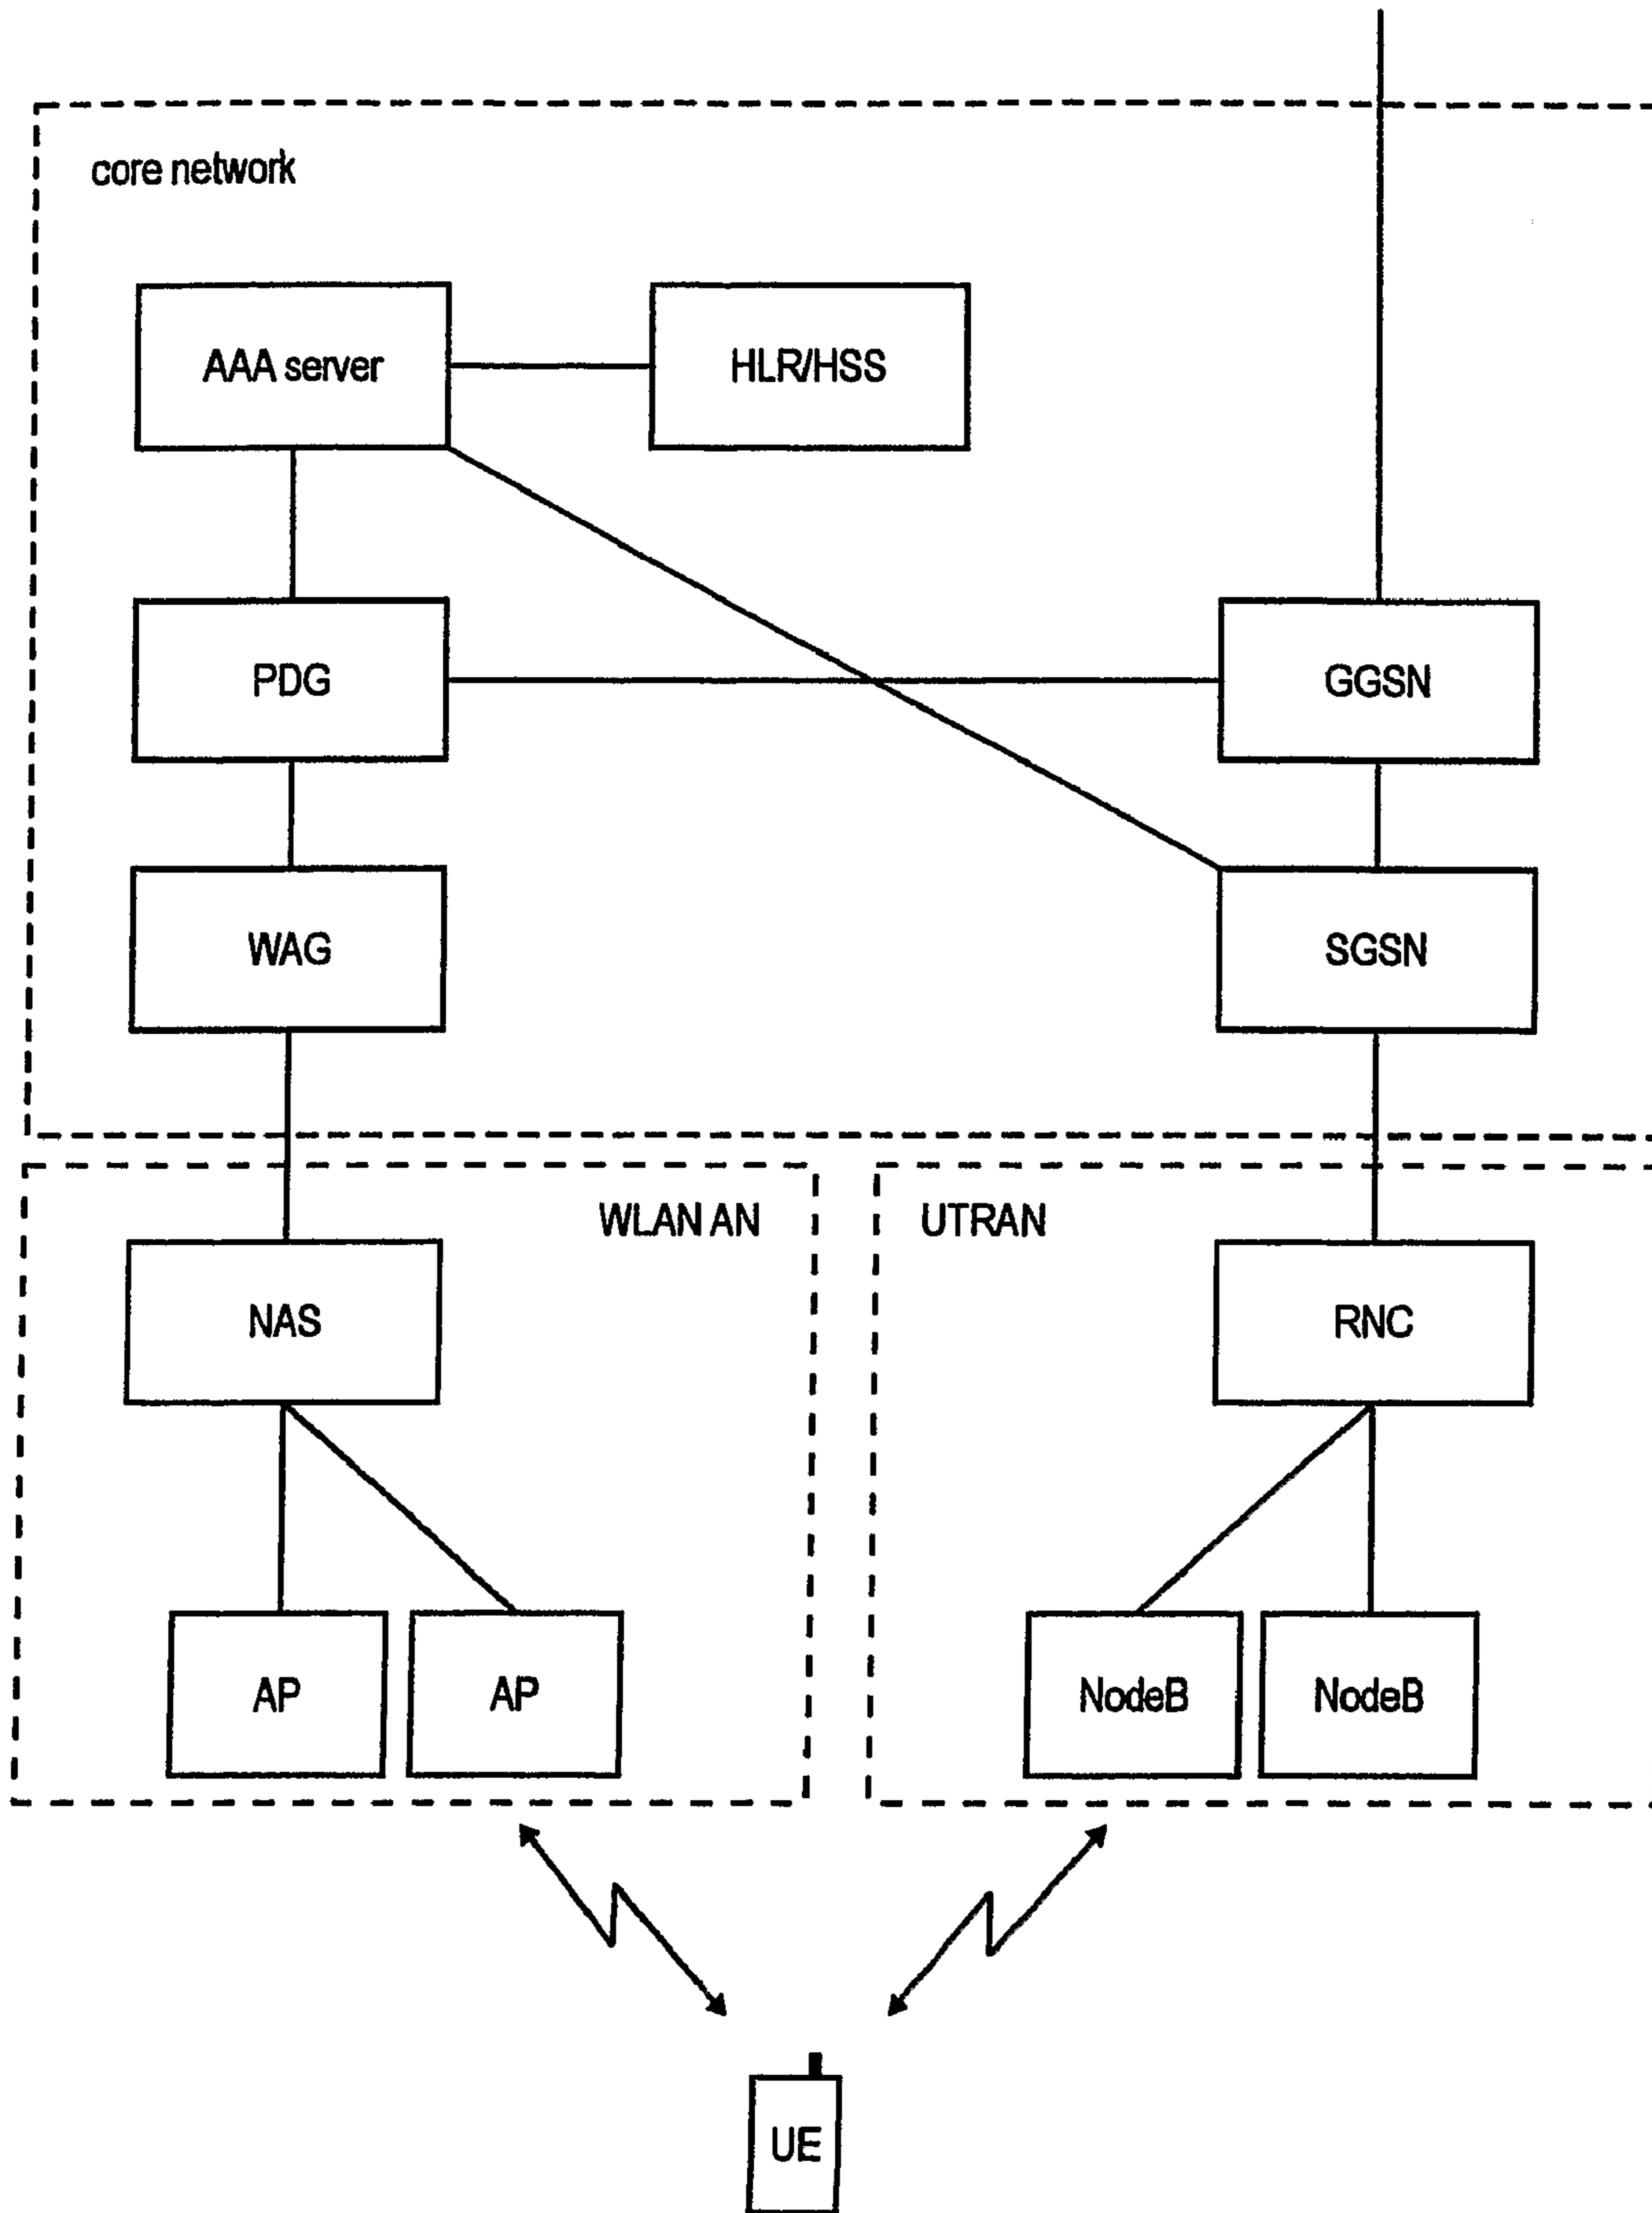 core network
AAA server
HLR/HSS
PDG
GGSN
WAG
SGSN
WLAN AN
UTRAN
NAS
RNC
AP
AP
NodeB
NodeB
UE